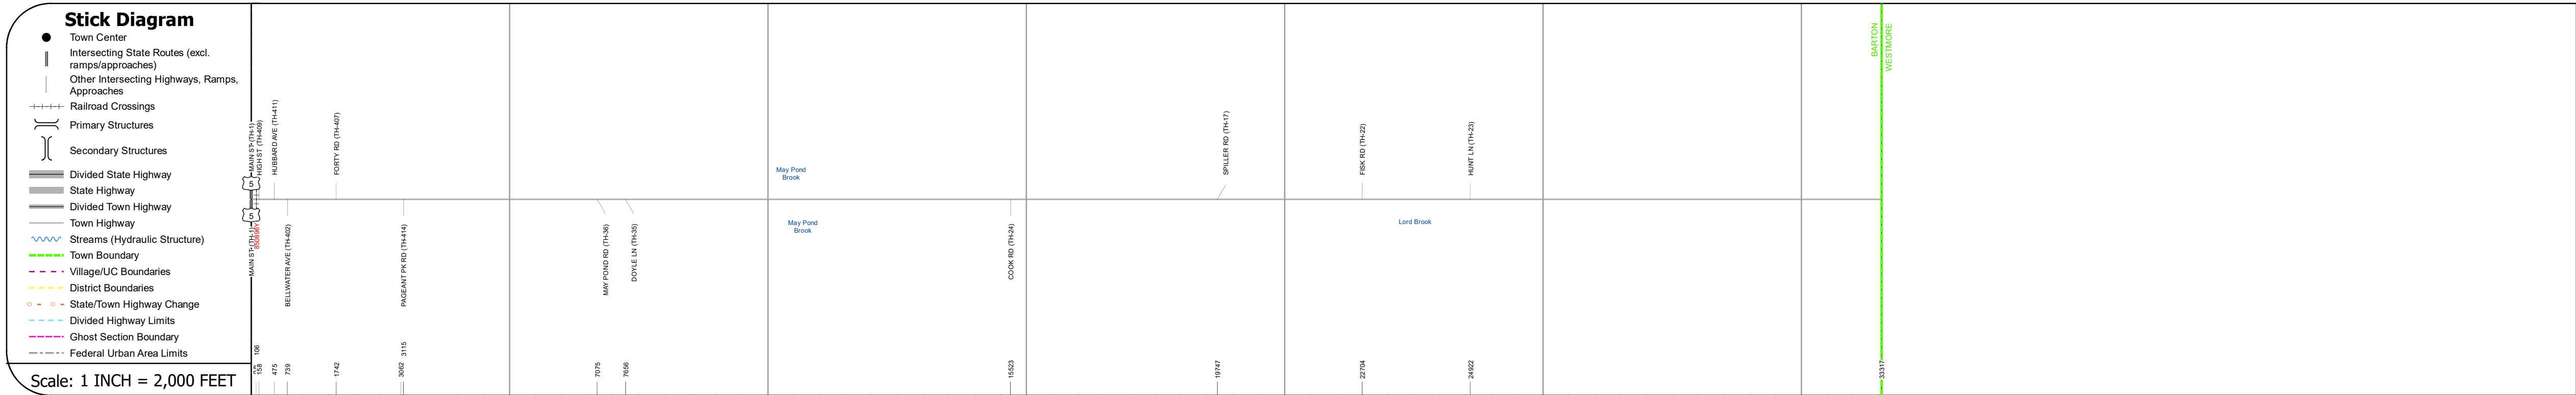 Stick Diagram
Town Center
Intersecting State Routes (excl.
ramps/approaches)
Other Intersecting Highways, Ramps,
Approaches
Railroad Crossings
Primary Structures
Secondary Structures
Divided State Highway
State Highway
Divided Town Highway
Town Highway
Streams (Hydraulic Structure)
Town Boundary
Village/UC Boundaries
District Boundaries
State/Town Highway Change
Divided Highway Limits
Ghost Section Boundary
Federal Urban Area Limits
Scale: 1 INCH = 2,000 FEET
MAIN ST (TH-1)
HIGH ST (TH-409)
HUBBARD AVE (TH-411)
FORTY RD (TH-407)
May Pond
Brook
SPILLER RD (TH-17)
FISK RD (TH-22)
HUNT LN (TH-23)
BARTON
WESTMORE
5
5
MAIN ST (TH-1)
BELLWATER AVE (TH-402)
PAGEANT PK RD (TH-414)
MAY POND RD (TH-36)
DOYLE LN (TH-35)
May Pond
Brook
COOK RD (TH-24)
Lord Brook
106
158
475
739
1742
3062
3115
7075
7656
15523
19747
22704
24922
33317